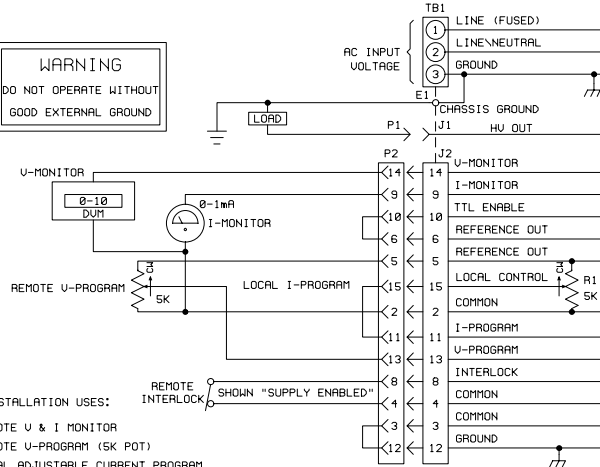 TB1
1 LINE (FUSED)
2 LINE\NEUTRAL
3 GROUND
AC INPUT
VOLTAGE
WARNING
DO NOT OPERATE WITHOUT
GOOD EXTERNAL GROUND
E1
CHASSIS GROUND
LOAD
P1 J1 HV OUT
P2 J2
14 14 V-MONITOR
9 9 I-MONITOR
10 10 TTL ENABLE
6 6 REFERENCE OUT
5 5 REFERENCE OUT
15 15 LOCAL CONTROL
2 2 COMMON
11 11 I-PROGRAM
13 13 V-PROGRAM
8 8 INTERLOCK
4 4 COMMON
3 3 COMMON
12 12 GROUND
V-MONITOR
0-10
DVM
0-1mA
I-MONITOR
REMOTE V-PROGRAM
CW
5K
LOCAL I-PROGRAM
CW
R1
5K
REMOTE
INTERLOCK
SHOWN "SUPPLY ENABLED"
STALLATION USES:
OTE V & I MONITOR
OTE V-PROGRAM (5K POT)
AL ADJUSTABLE CURRENT PROGRAM